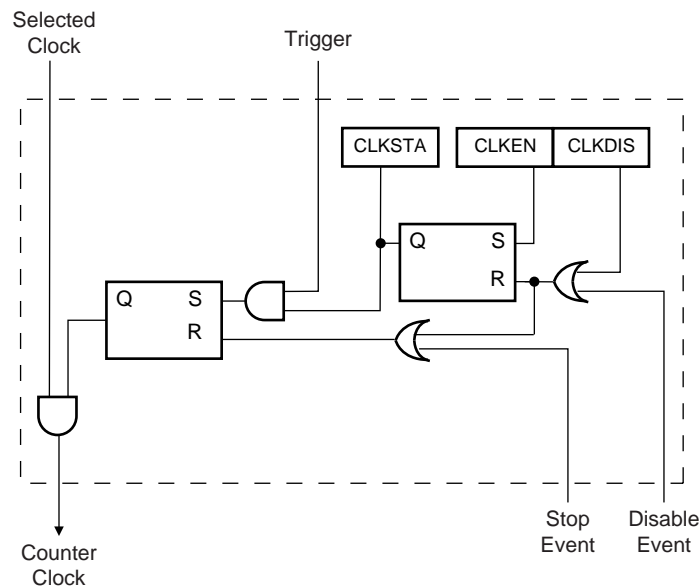 Selected
Clock
Trigger
CLKSTA
CLKEN
CLKDIS
Q
S
R
Q
S
R
Stop
Event
Disable
Event
Counter
Clock